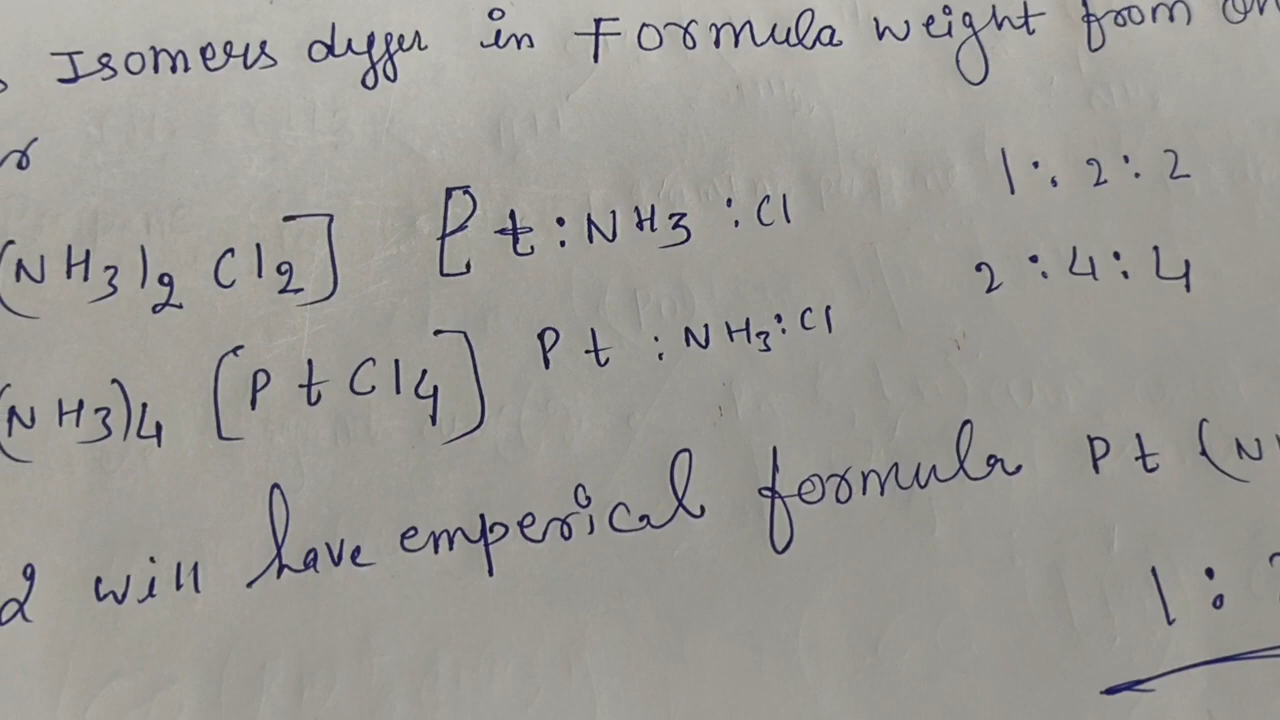 Isomers differ in Formula weight from
1:2:2
(NH3)2 Cl2] [Pt:NH3:Cl
2:4:4
(NH3)4 [PtCl4] Pt:NH3:Cl
2 will have emperical formula Pt (N
1: